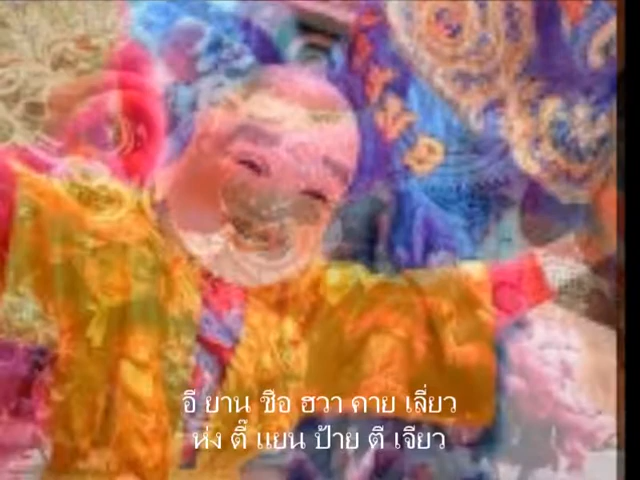 อี ยาน ซือ ฮวา คาย เลี่ยว
ห่ง ตี๊ แยน ป้าย ตี เจียว